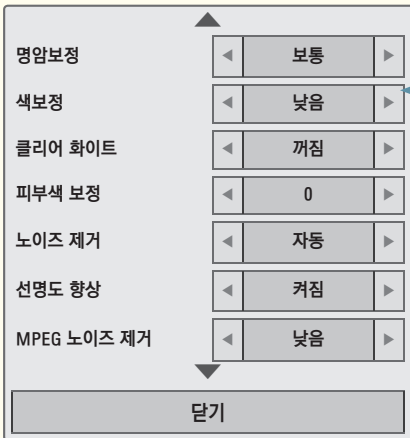 명암보정 보통
색보정 낮음
클리어 화이트 꺼짐
피부색 보정 0
노이즈 제거 자동
선명도 향상 켜짐
MPEG 노이즈 제거 낮음
닫기